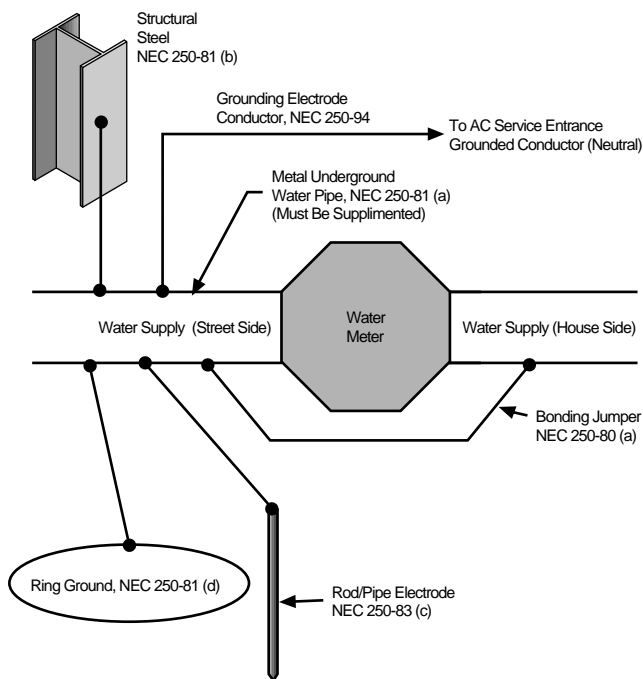 Structural
Steel
NEC 250-81 (b)
Grounding Electrode
Conductor, NEC 250-94
To AC Service Entrance
Grounded Conductor (Neutral)
Metal Underground
Water Pipe, NEC 250-81 (a)
(Must Be Supplimented)
Water Supply (Street Side)
Water
Meter
Water Supply (House Side)
Bonding Jumper
NEC 250-80 (a)
Ring Ground, NEC 250-81 (d)
Rod/Pipe Electrode
NEC 250-83 (c)